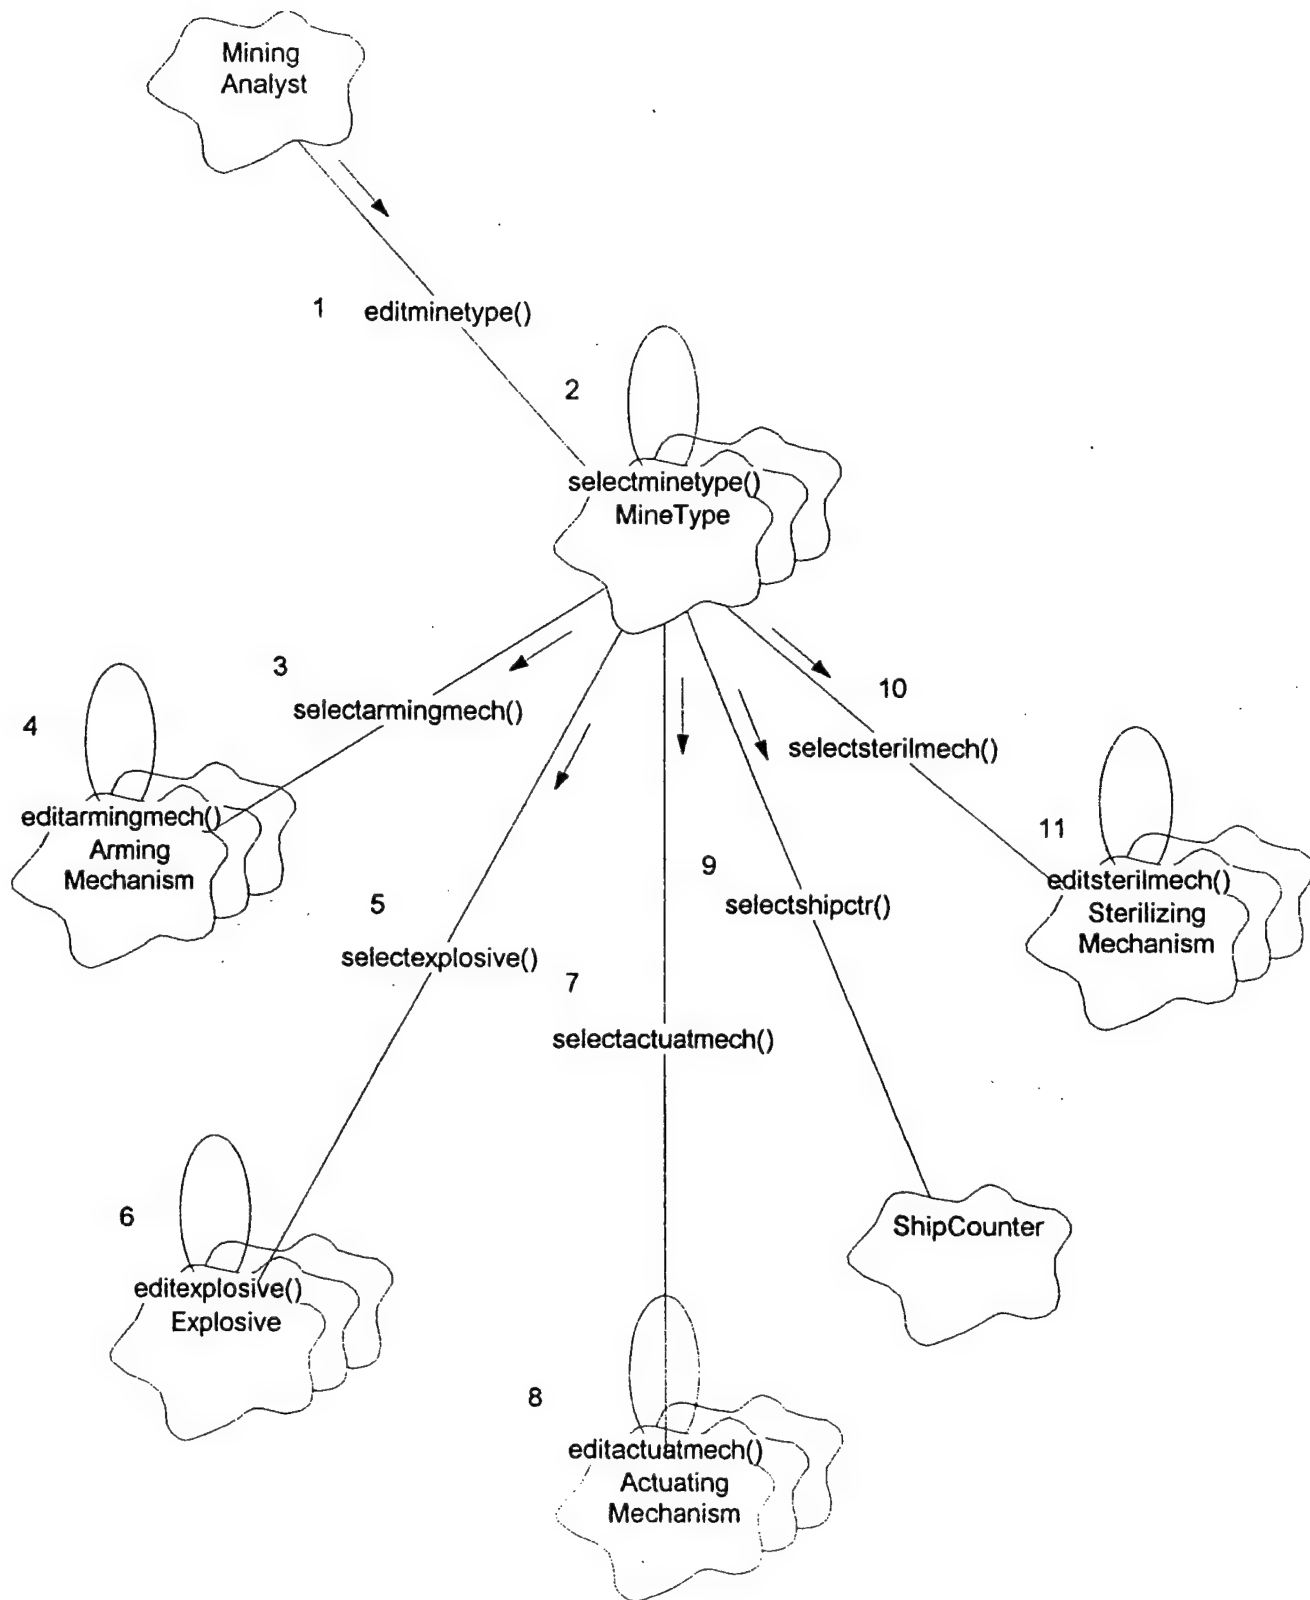 Mining
Analyst
1
editminetype()
2
selectminetype()
MineType
3
selectarmingmech()
10
selectsterilmech()
4
editarmingmech()
Arming
Mechanism
11
editsterilmech()
Sterilizing
Mechanism
5
selectexplosive()
9
selectshipctr()
7
selectactuatmech()
6
editexplosive()
Explosive
ShipCounter
8
editactuatmech()
Actuating
Mechanism